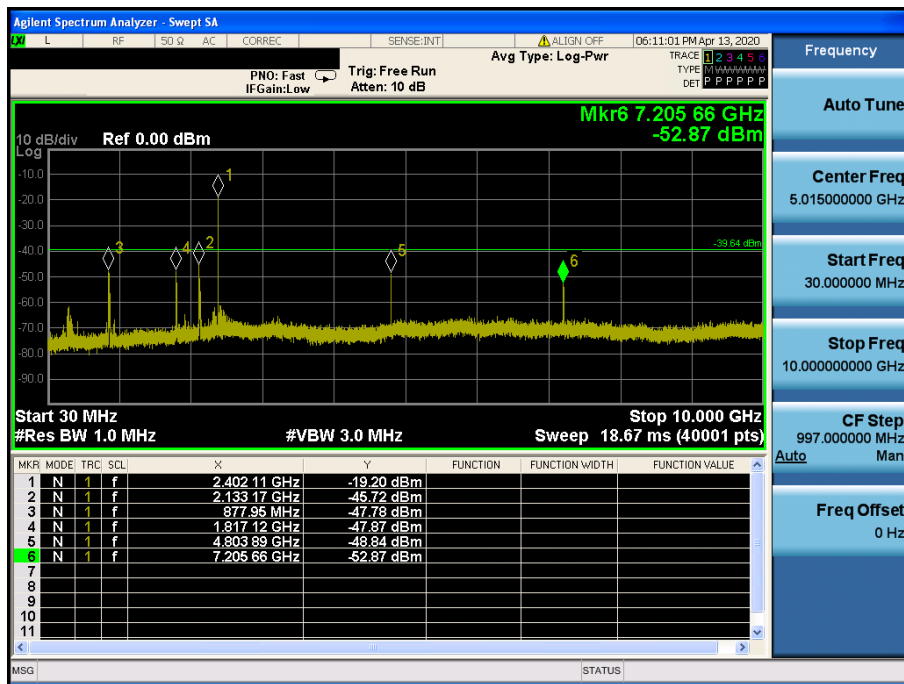 Agilent Spectrum Analyzer - Swept SA
LXI L RF 50 Ω AC CORREC SENSE:INT ALIGN OFF 06:11:01 PM Apr 13, 2020
PNO: Fast
IFGain:Low
Trig: Free Run
Atten: 10 dB
Avg Type: Log-Pwr
TRACE 1 2 3 4 5 6
TYPE M W W W W W
DET P P P P P P
Mkr6 7.205 66 GHz
-52.87 dBm
10 dB/div Ref 0.00 dBm
Log
-10.0
-20.0
-30.0
-40.0
-50.0
-60.0
-70.0
-80.0
-90.0
1
2
3
4
5
6
-39.64 dBm
Start 30 MHz Stop 10.000 GHz
#Res BW 1.0 MHz #VBW 3.0 MHz Sweep 18.67 ms (40001 pts)
MKR MODE TRC SCL X Y FUNCTION FUNCTION WIDTH FUNCTION VALUE
1 N 1 f 2.402 11 GHz -19.20 dBm
2 N 1 f 2.133 17 GHz -45.72 dBm
3 N 1 f 877.95 MHz -47.78 dBm
4 N 1 f 1.817 12 GHz -47.87 dBm
5 N 1 f 4.803 89 GHz -48.84 dBm
6 N 1 f 7.205 66 GHz -52.87 dBm
7
8
9
10
11
MSG STATUS
Frequency
Auto Tune
Center Freq
5.015000000 GHz
Start Freq
30.000000 MHz
Stop Freq
10.000000000 GHz
CF Step
997.000000 MHz
Auto Man
Freq Offset
0 Hz